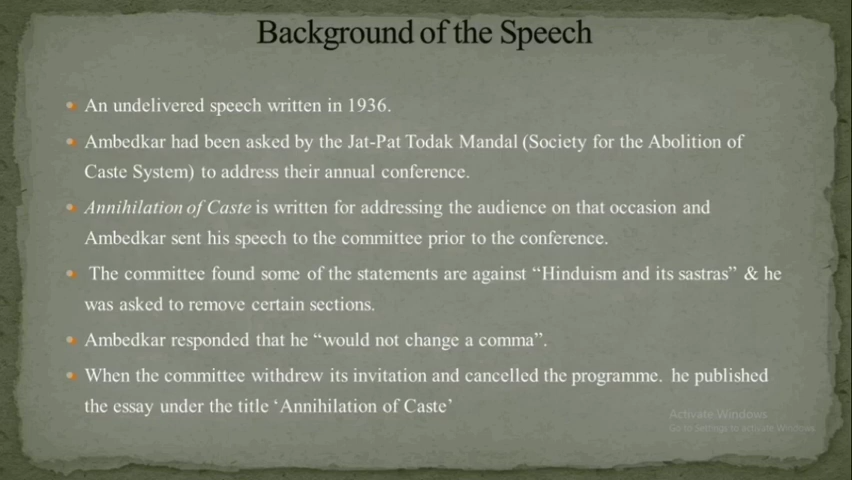 Background of the Speech
An undelivered speech written in 1936.
Ambedkar had been asked by the Jat-Pat Todak Mandal (Society for the Abolition of
Caste System) to address their annual conference.
Annihilation of Caste is written for addressing the audience on that occasion and
Ambedkar sent his speech to the committee prior to the conference.
The committee found some of the statements are against “Hinduism and its sastras” & he
was asked to remove certain sections.
Ambedkar responded that he “would not change a comma”.
When the committee withdrew its invitation and cancelled the programme. he published
the essay under the title ‘Annihilation of Caste’
Activate Windows
Go to Settings to activate Windows.